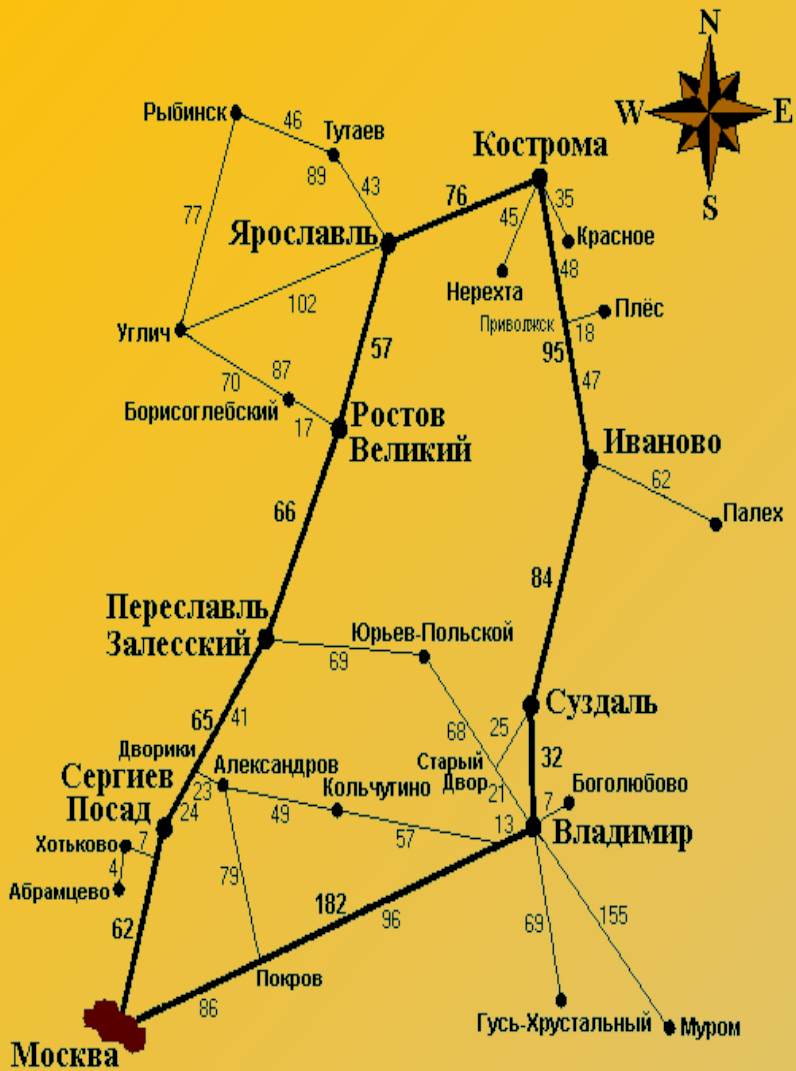 N
W E
S
Рыбинск
46
Тутаев
89
43
77
Ярославль
76
Кострома
35
45
Красное
48
Нерехта
Плёс
Приволжск
18
102
Углич
57
95
47
87
70
Борисоглебский
17
Ростов
Великий
Иваново
62
Палех
66
84
Переславль
Залесский
Юрьев-Польской
69
65
41
68
25
Суздаль
Дворики
Старый
Двор
32
Сергиев
Посад
Александров
23
24
Кольчугино
49
21
Боголюбово
7
13
Владимир
57
Хотьково
7
4
Абрамцево
79
182
96
69
155
62
Покров
86
Гусь-Хрустальный
Муром
Москва